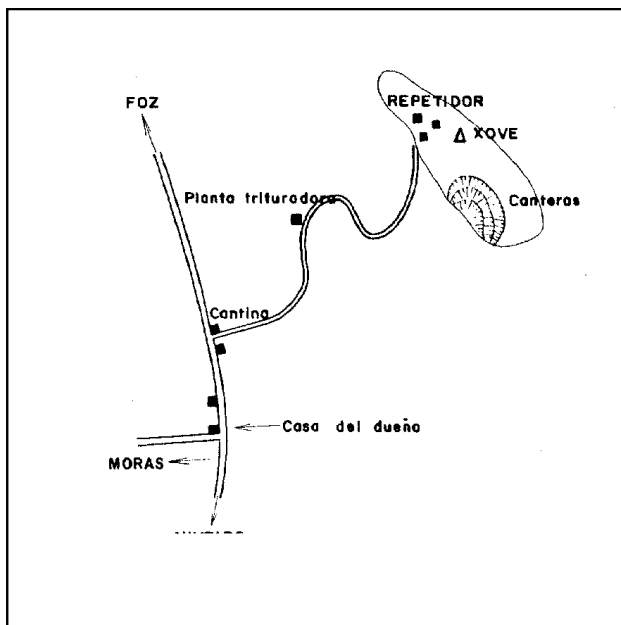 FOZ
REPETIDOR
XOVE
Planta trituradora
Canteras
Cantina
Casa del dueño
MORAS